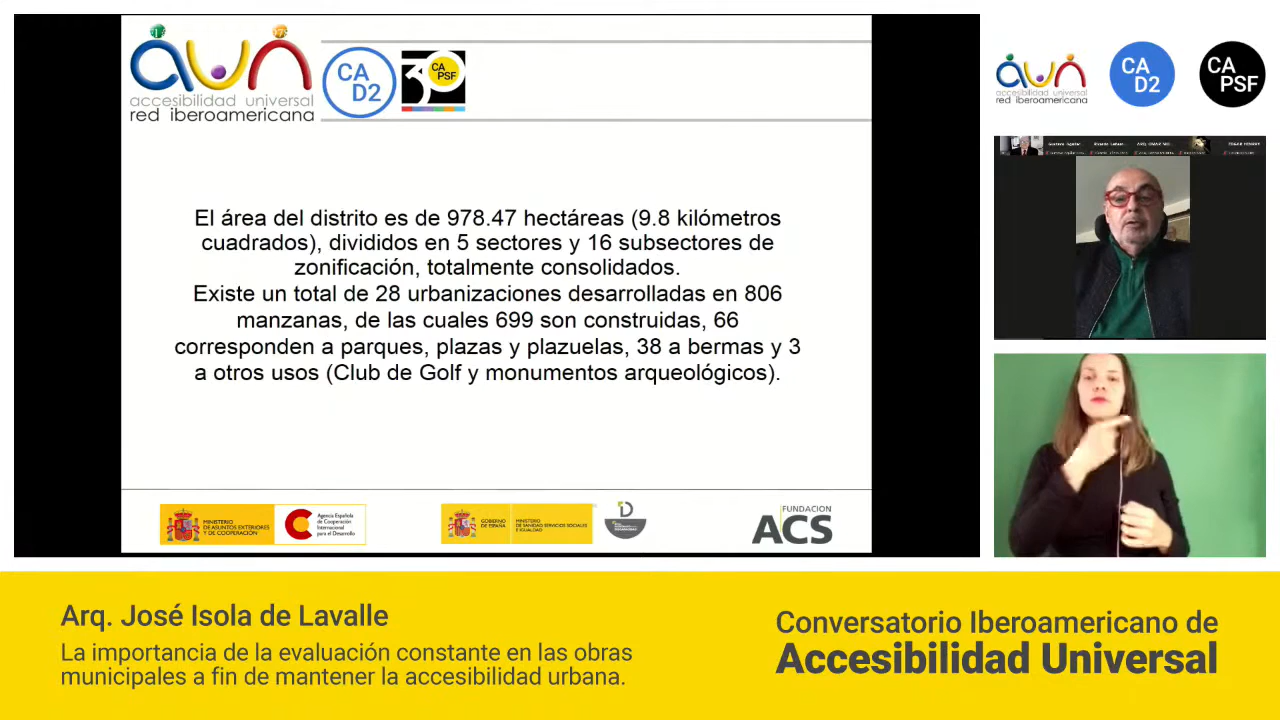 accesibilidad universal
red iberoamericana
CA
D2
30
CA
PSF
El área del distrito es de 978.47 hectáreas (9.8 kilómetros
cuadrados), divididos en 5 sectores y 16 subsectores de
zonificación, totalmente consolidados.
Existe un total de 28 urbanizaciones desarrolladas en 806
manzanas, de las cuales 699 son construidas, 66
corresponden a parques, plazas y plazuelas, 38 a bermas y 3
a otros usos (Club de Golf y monumentos arqueológicos).
MINISTERIO
DE ASUNTOS EXTERIORES
Y DE COOPERACIÓN
Agencia Española
de Cooperación
Internacional
para el Desarrollo
GOBIERNO
DE ESPAÑA
MINISTERIO
DE SANIDAD, SERVICIOS SOCIALES
E IGUALDAD
FUNDACION
ACS
accesibilidad universal
red iberoamericana
CA
D2
CA
PSF
Arq. José Isola de Lavalle
La importancia de la evaluación constante en las obras
municipales a fin de mantener la accesibilidad urbana.
Conversatorio Iberoamericano de
Accesibilidad Universal